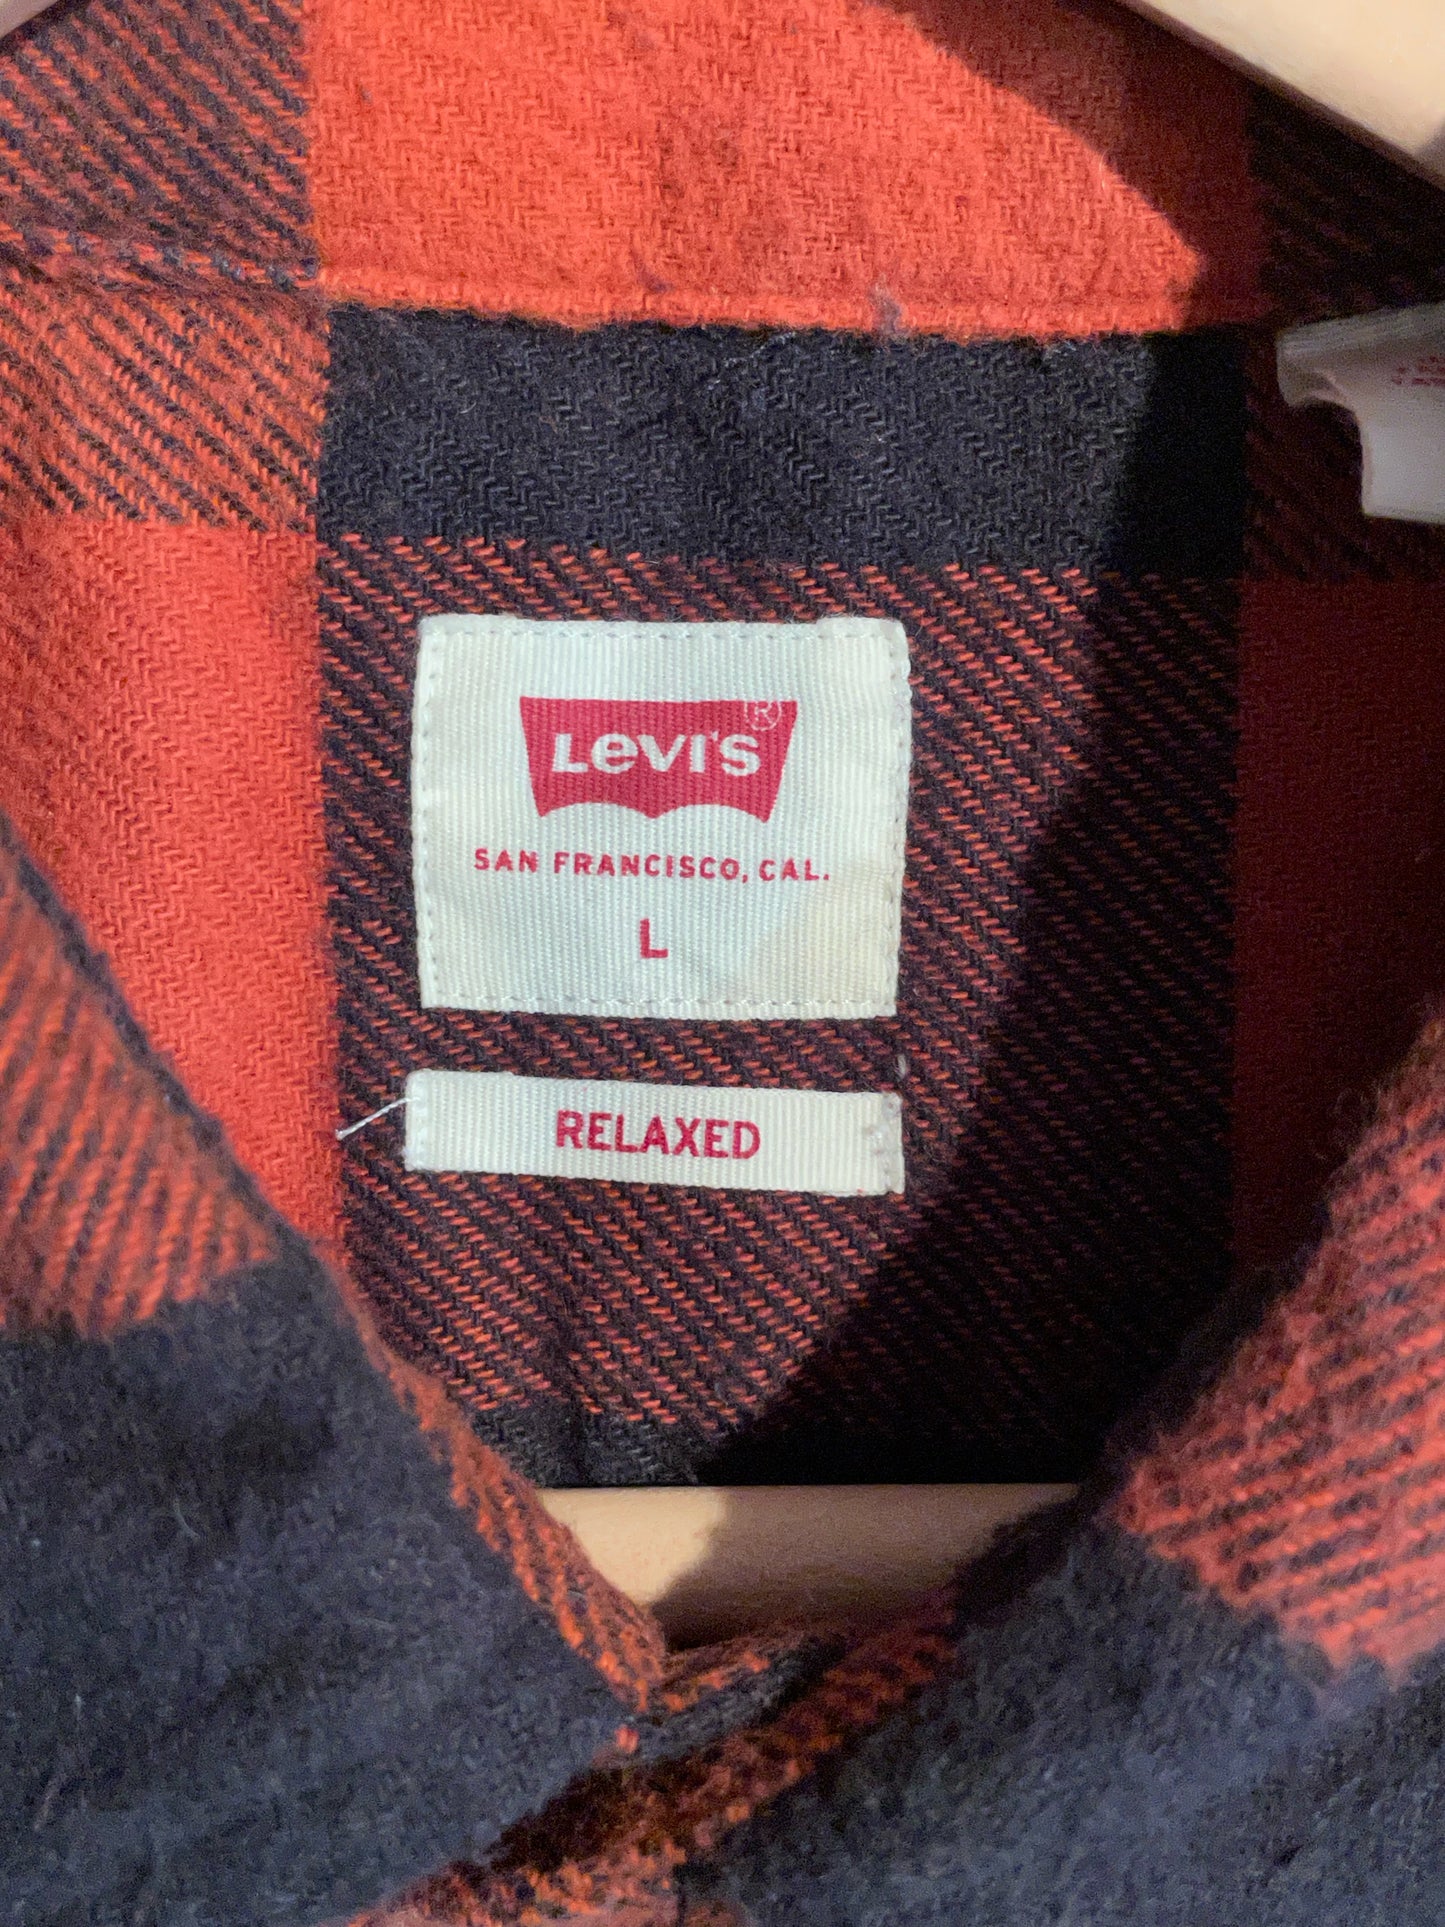 Levi's®
SAN FRANCISCO, CAL.
L
RELAXED